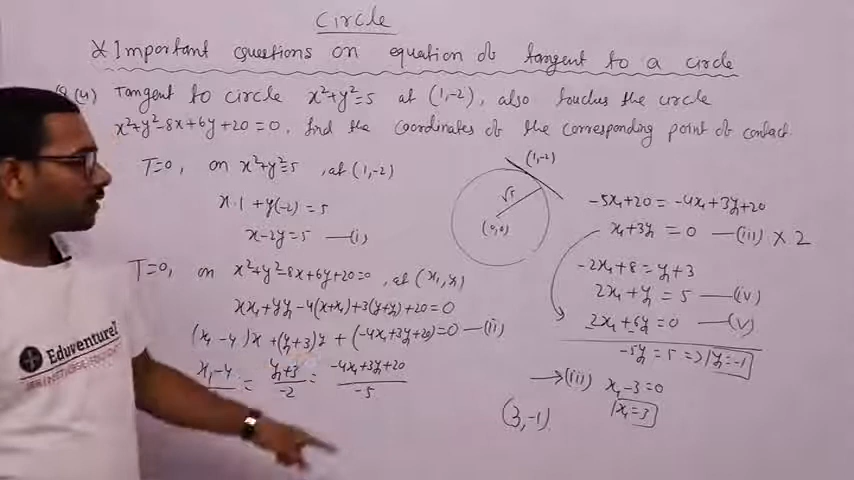 Circle
* Important questions on equation of tangent to a circle
Q(4) Tangent to circle x²+y²=5 at (1,-2), also touches the circle
x²+y²-8x+6y+20=0, find the coordinates of the corresponding point of contact.
T=0, on x²+y²=5, at (1,-2)
x·1 + y(-2) = 5
x-2y=5 —(i)
T=0, on x²+y²-8x+6y+20=0, at (x₁, y₁)
xx₁+yy₁-4(x+x₁)+3(y+y₁)+20=0
(x₁-4)x+(y₁+3)y+(-4x₁+3y₁+20)=0 —(ii)
x₁-4 = y₁+3 / -2 = -4x₁+3y₁+20 / -5
(1,-2)
√5
(0,0)
-5x₁+20 = -4x₁+3y₁+20
x₁+3y₁ = 0 —(iii) × 2
-2x₁+8 = y₁+3
2x₁+y₁ = 5 —(iv)
2x₁+6y₁ = 0 —(v)
-5y₁ = 5 => y₁=-1
→(iii) x₁-3=0
x₁=3
(3,-1)
Eduventure1